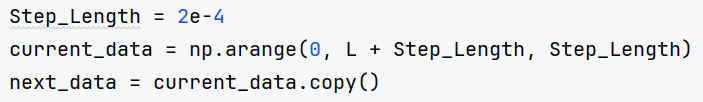 Step_Length = 2e-4
current_data = np.arange(0, L + Step_Length, Step_Length)
next_data = current_data.copy()